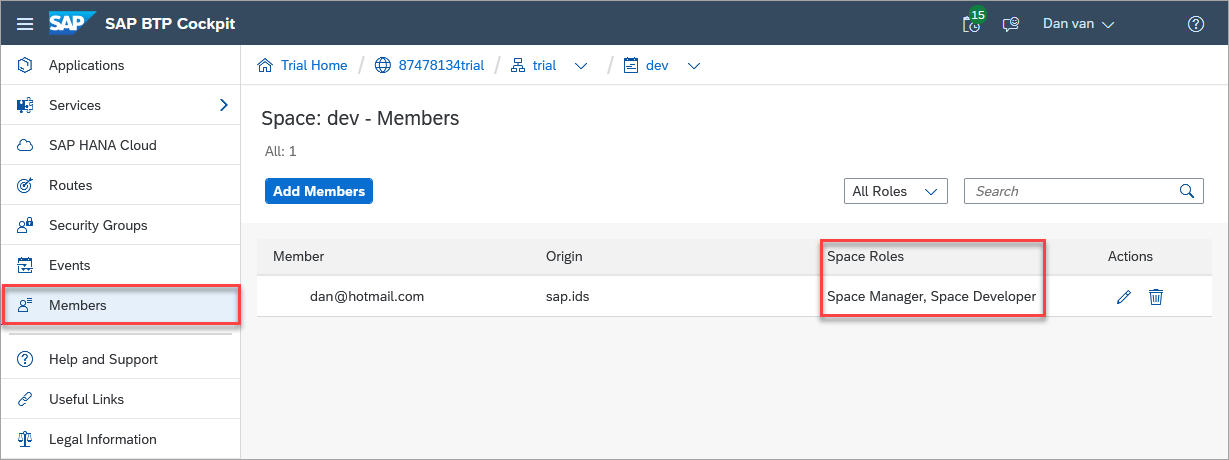 SAP SAP BTP Cockpit 15 Dan van
Applications
Services
SAP HANA Cloud
Routes
Security Groups
Events
Members
Help and Support
Useful Links
Legal Information
Trial Home / 87478134trial / trial / dev
Space: dev - Members
All: 1
Add Members All Roles Search
Member Origin Space Roles Actions
dan@hotmail.com sap.ids Space Manager, Space Developer